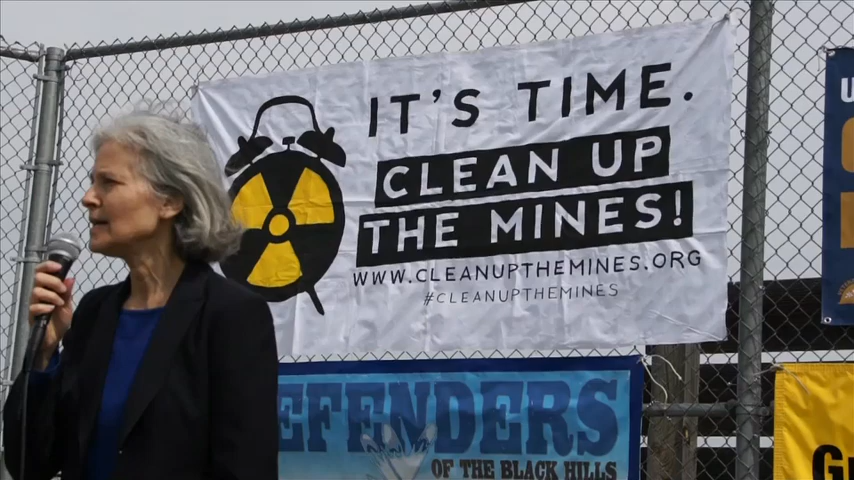 IT'S TIME.
CLEAN UP
THE MINES!
WWW.CLEANUPTHEMINES.ORG
#CLEANUPTHEMINES
EFENDERS
OF THE BLACK HILLS
U
G